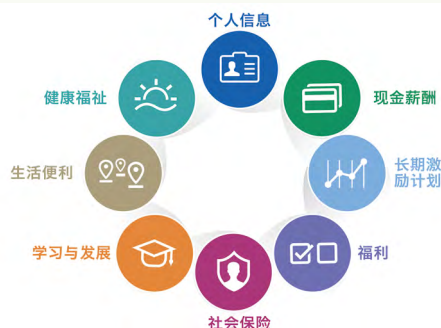 个人信息
健康福祉
现金薪酬
生活便利
长期激
励计划
学习与发展
福利
社会保险